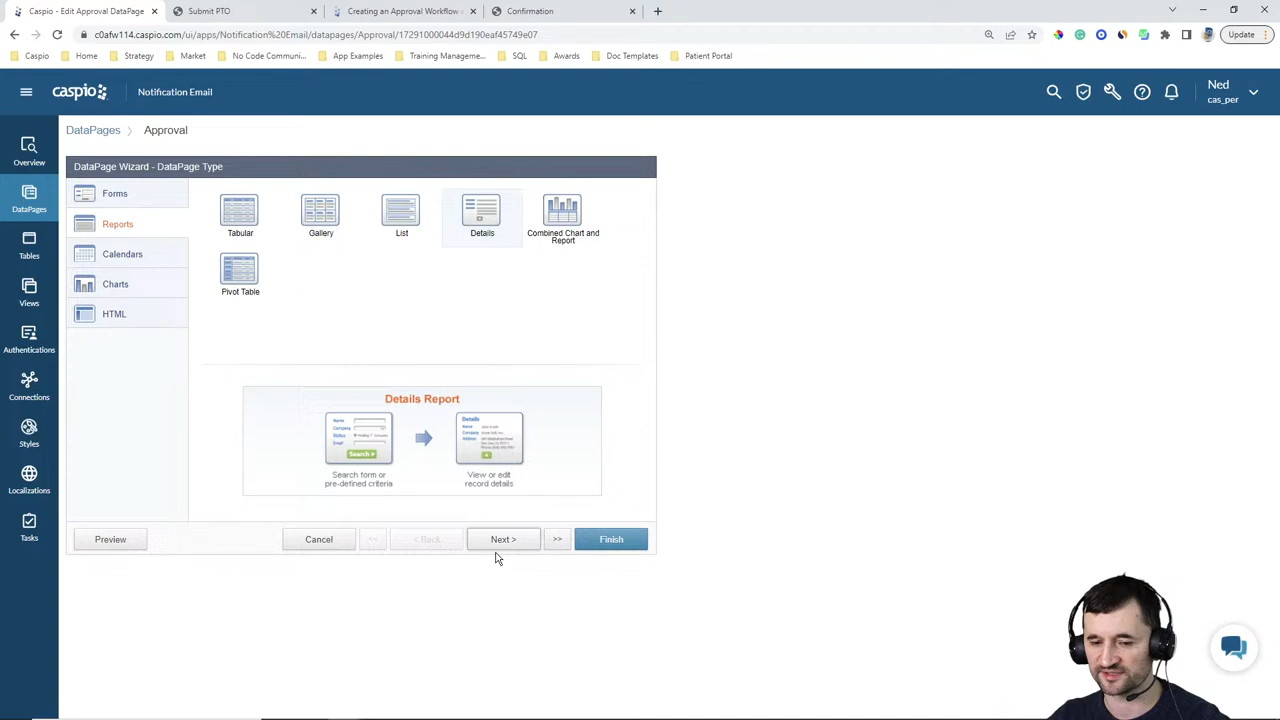 Caspio - Edit Approval DataPage
Submit PTO
Creating an Approval Workflow
Confirmation
c0afw114.caspio.com/ui/apps/Notification%20Email/datapages/Approval/17291000044d9d190eaf45749e07
Update
Caspio
Home
Strategy
Market
No Code Communi...
App Examples
Training Manageme...
SQL
Awards
Doc Templates
Patient Portal
caspio
Notification Email
Ned
cas_per
Overview
DataPages
Tables
Views
Authentications
Connections
Styles
Localizations
Tasks
DataPages
Approval
DataPage Wizard - DataPage Type
Forms
Reports
Calendars
Charts
HTML
Tabular
Gallery
List
Details
Combined Chart and
Report
Pivot Table
Details Report
Search form or
pre-defined criteria
View or edit
record details
Preview
Cancel
<<
< Back
Next >
>>
Finish